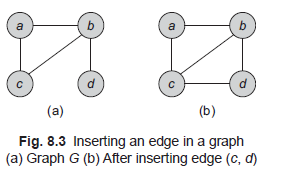 a b a b
c d c d
(a) (b)
Fig. 8.3 Inserting an edge in a graph
(a) Graph G (b) After inserting edge (c, d)